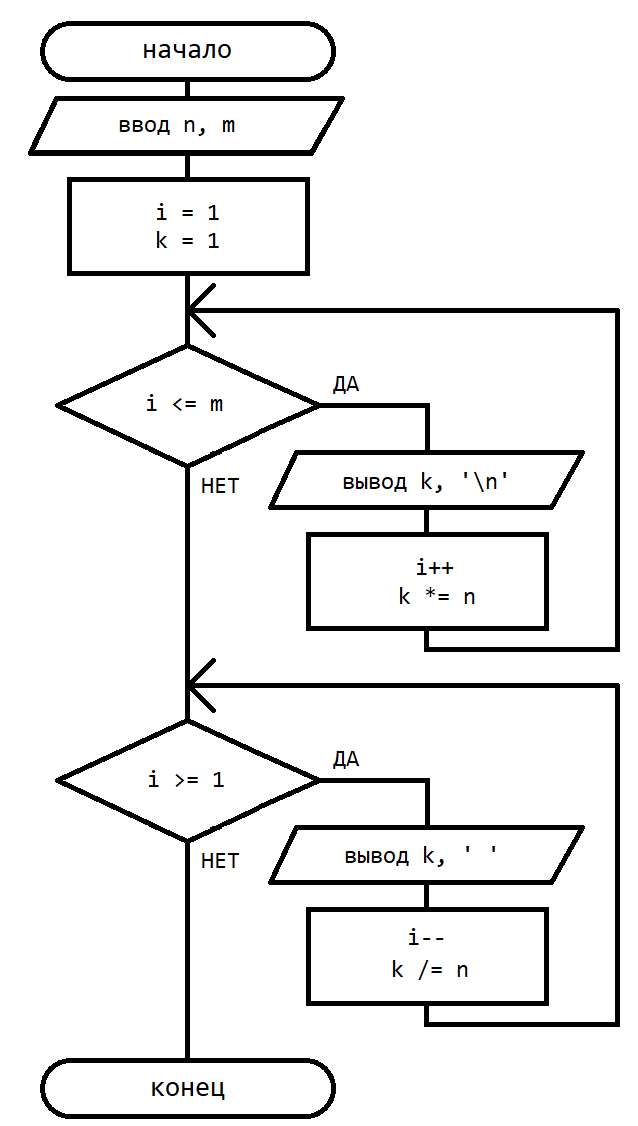 начало
ввод n, m
i = 1
k = 1
i <= m
ДА
НЕТ
вывод k, '\n'
i++
k *= n
i >= 1
ДА
НЕТ
вывод k, ' '
i--
k /= n
конец